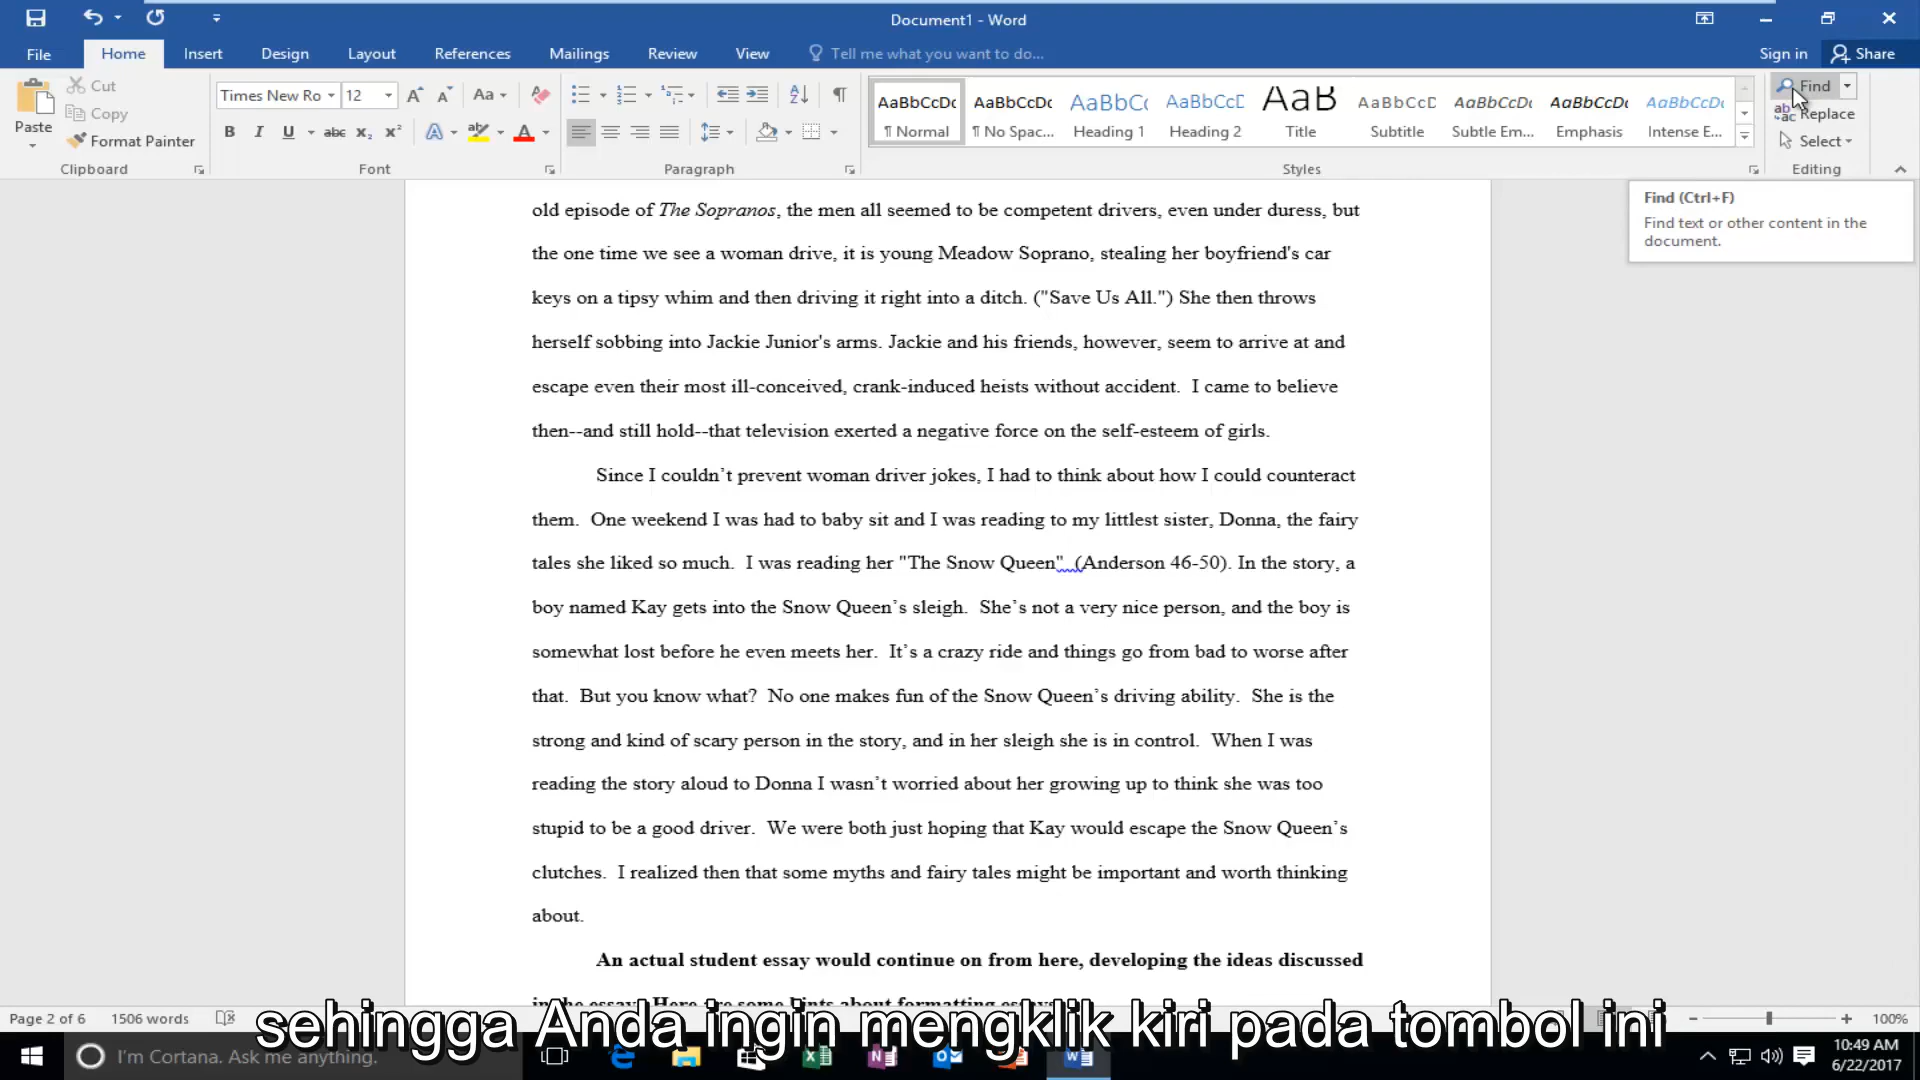 Document1 - Word
File Home Insert Design Layout References Mailings Review View Tell me what you want to do... Sign in Share
Paste Cut
Copy
Format Painter
Clipboard
Times New Ro 12 Aa
B I U abc x₂ x² A A
Font
Paragraph
AaBbCcDc AaBbCcDc AaBbCc AaBbCcD AaB AaBbCcD AaBbCcDc AaBbCcDc AaBbCcDc
¶ Normal ¶ No Spac... Heading 1 Heading 2 Title Subtitle Subtle Em... Emphasis Intense E...
Styles
Find
Replace
Select
Editing
Find (Ctrl+F)
Find text or other content in the
document.
old episode of The Sopranos, the men all seemed to be competent drivers, even under duress, but
the one time we see a woman drive, it is young Meadow Soprano, stealing her boyfriend's car
keys on a tipsy whim and then driving it right into a ditch. ("Save Us All.") She then throws
herself sobbing into Jackie Junior's arms. Jackie and his friends, however, seem to arrive at and
escape even their most ill-conceived, crank-induced heists without accident.  I came to believe
then--and still hold--that television exerted a negative force on the self-esteem of girls.
Since I couldn’t prevent woman driver jokes, I had to think about how I could counteract
them.  One weekend I was had to baby sit and I was reading to my littlest sister, Donna, the fairy
tales she liked so much.  I was reading her "The Snow Queen"  (Anderson 46-50). In the story, a
boy named Kay gets into the Snow Queen’s sleigh.  She’s not a very nice person, and the boy is
somewhat lost before he even meets her.  It’s a crazy ride and things go from bad to worse after
that.  But you know what?  No one makes fun of the Snow Queen’s driving ability.  She is the
strong and kind of scary person in the story, and in her sleigh she is in control.  When I was
reading the story aloud to Donna I wasn’t worried about her growing up to think she was too
stupid to be a good driver.  We were both just hoping that Kay would escape the Snow Queen’s
clutches.  I realized then that some myths and fairy tales might be important and worth thinking
about.
An actual student essay would continue on from here, developing the ideas discussed
in the essay. Here are some hints about formatting essays
sehingga Anda ingin mengklik kiri pada tombol ini
Page 2 of 6 1506 words 100%
I'm Cortana. Ask me anything.
10:49 AM
6/22/2017